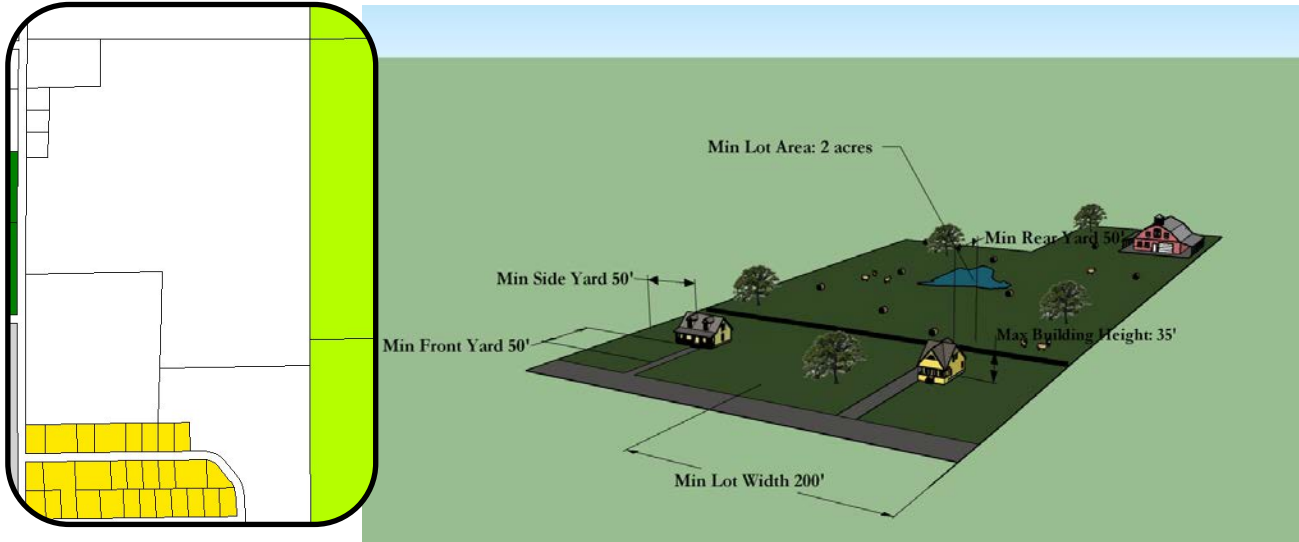 Min Lot Area: 2 acres
Min Rear Yard 50'
Min Side Yard 50'
Max Building Height: 35'
Min Front Yard 50'
Min Lot Width 200'